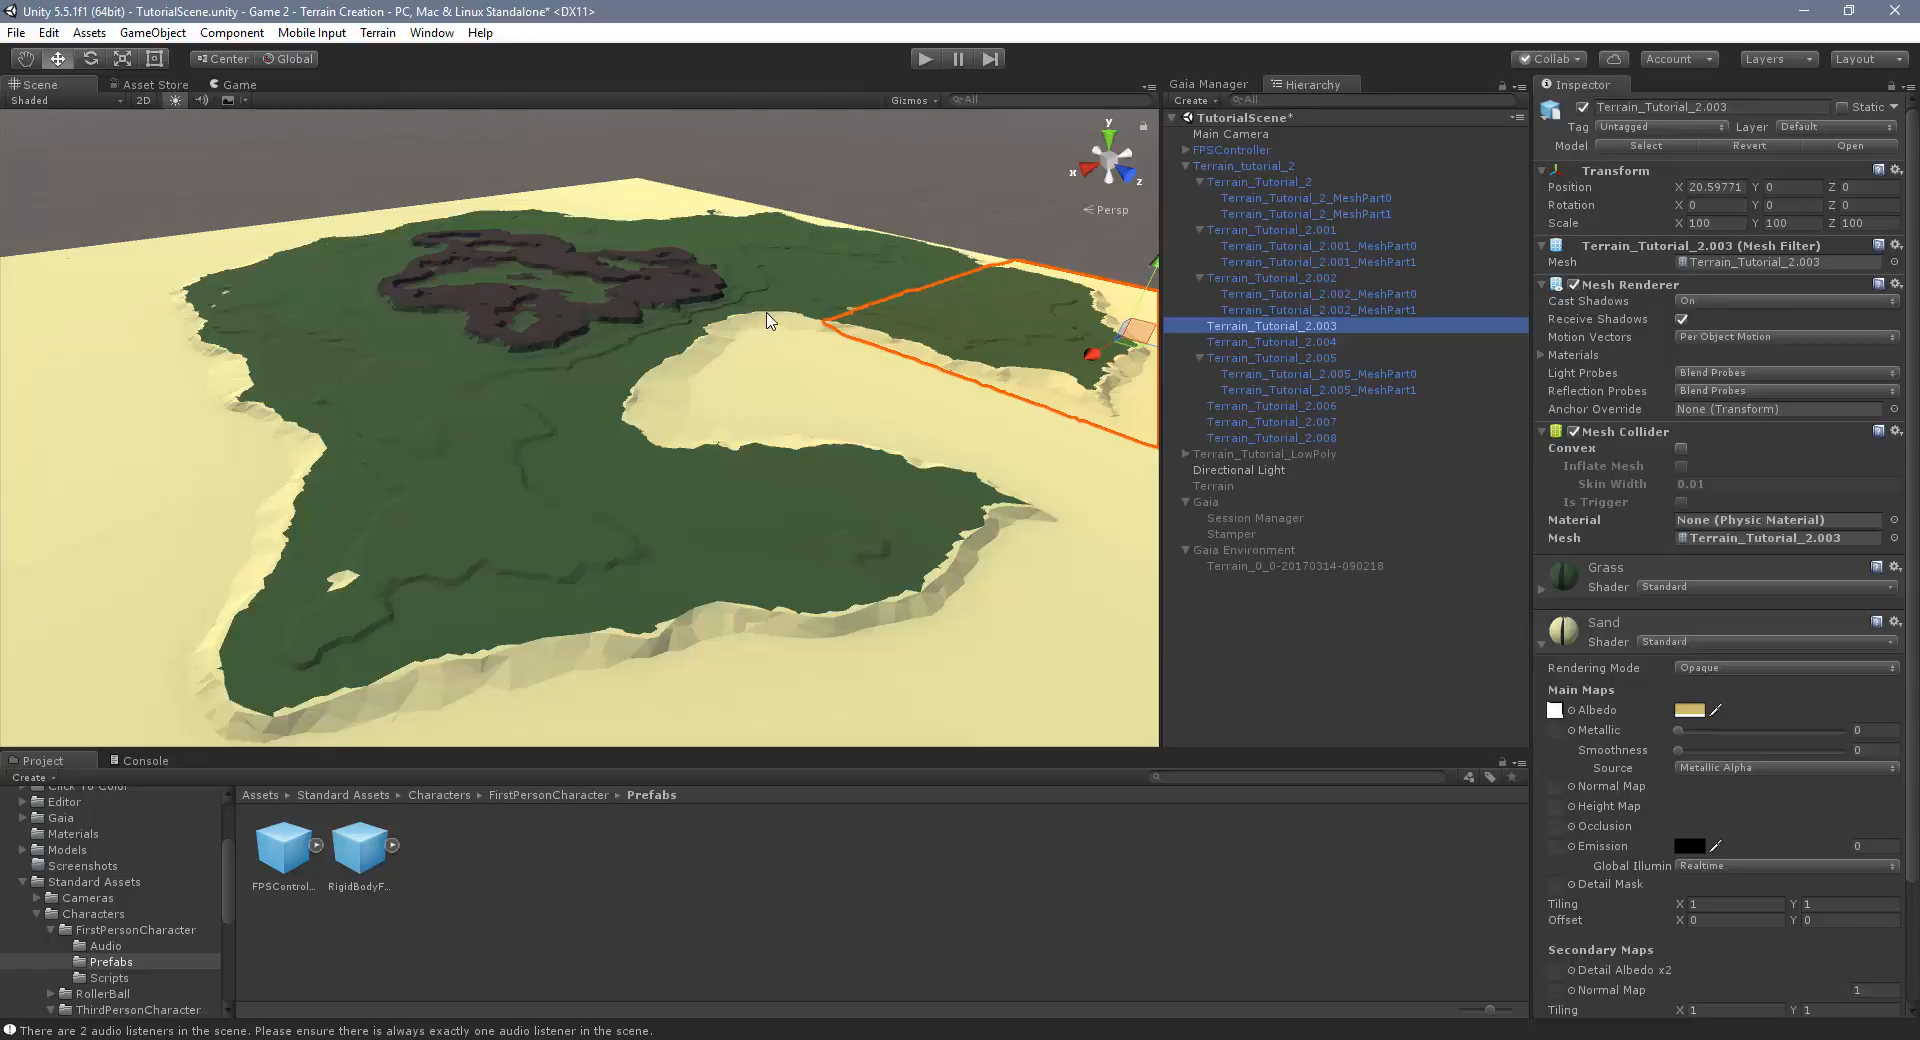 Unity 5.5.1f1 (64bit) - TutorialScene.unity - Game 2 - Terrain Creation - PC, Mac & Linux Standalone* <DX11>
File Edit Assets GameObject Component Mobile Input Terrain Window Help
Center Global Collab Account Layers Layout
Scene Asset Store Game
Shaded 2D Gizmos All
y
x
z
Persp
Gaia Manager Hierarchy
Create All
TutorialScene*
Main Camera
FPSController
Terrain_tutorial_2
Terrain_Tutorial_2
Terrain_Tutorial_2_MeshPart0
Terrain_Tutorial_2_MeshPart1
Terrain_Tutorial_2.001
Terrain_Tutorial_2.001_MeshPart0
Terrain_Tutorial_2.001_MeshPart1
Terrain_Tutorial_2.002
Terrain_Tutorial_2.002_MeshPart0
Terrain_Tutorial_2.002_MeshPart1
Terrain_Tutorial_2.003
Terrain_Tutorial_2.004
Terrain_Tutorial_2.005
Terrain_Tutorial_2.005_MeshPart0
Terrain_Tutorial_2.005_MeshPart1
Terrain_Tutorial_2.006
Terrain_Tutorial_2.007
Terrain_Tutorial_2.008
Terrain_Tutorial_LowPoly
Directional Light
Terrain
Gaia
Session Manager
Stamper
Gaia Environment
Terrain_0_0-20170314-090218
Inspector
Terrain_Tutorial_2.003 Static
Tag Untagged Layer Default
Model Select Revert Open
Transform
Position X 20.59771 Y 0 Z 0
Rotation X 0 Y 0 Z 0
Scale X 100 Y 100 Z 100
Terrain_Tutorial_2.003 (Mesh Filter)
Mesh Terrain_Tutorial_2.003
Mesh Renderer
Cast Shadows On
Receive Shadows
Motion Vectors Per Object Motion
Materials
Light Probes Blend Probes
Reflection Probes Blend Probes
Anchor Override None (Transform)
Mesh Collider
Convex
Inflate Mesh
Skin Width 0.01
Is Trigger
Material None (Physic Material)
Mesh Terrain_Tutorial_2.003
Grass
Shader Standard
Sand
Shader Standard
Rendering Mode Opaque
Main Maps
Albedo
Metallic 0
Smoothness 0
Source Metallic Alpha
Normal Map
Height Map
Occlusion
Emission 0
Global Illumin Realtime
Detail Mask
Tiling X 1 Y 1
Offset X 0 Y 0
Secondary Maps
Detail Albedo x2
Normal Map 1
Tiling X 1 Y 1
Project Console
Create
Click To Color
Editor
Gaia
Materials
Models
Screenshots
Standard Assets
Cameras
Characters
FirstPersonCharacter
Audio
Prefabs
Scripts
RollerBall
ThirdPersonCharacter
Assets Standard Assets Characters FirstPersonCharacter Prefabs
FPSControl... RigidBodyF...
There are 2 audio listeners in the scene. Please ensure there is always exactly one audio listener in the scene.